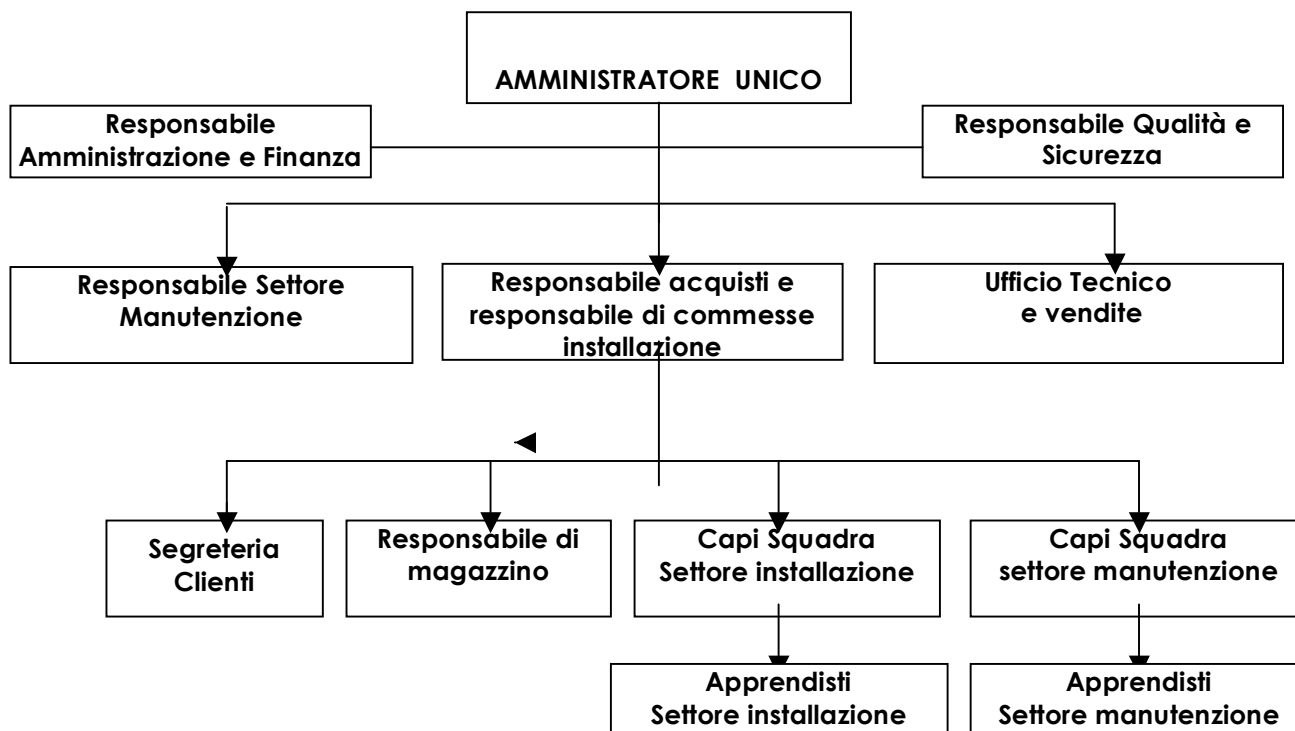 AMMINISTRATORE UNICO
Responsabile
Amministrazione e Finanza
Responsabile Qualità e
Sicurezza
Responsabile Settore
Manutenzione
Responsabile acquisti e
responsabile di commesse
installazione
Ufficio Tecnico
e vendite
Segreteria
Clienti
Responsabile di
magazzino
Capi Squadra
Settore installazione
Capi Squadra
settore manutenzione
Apprendisti
Settore installazione
Apprendisti
Settore manutenzione